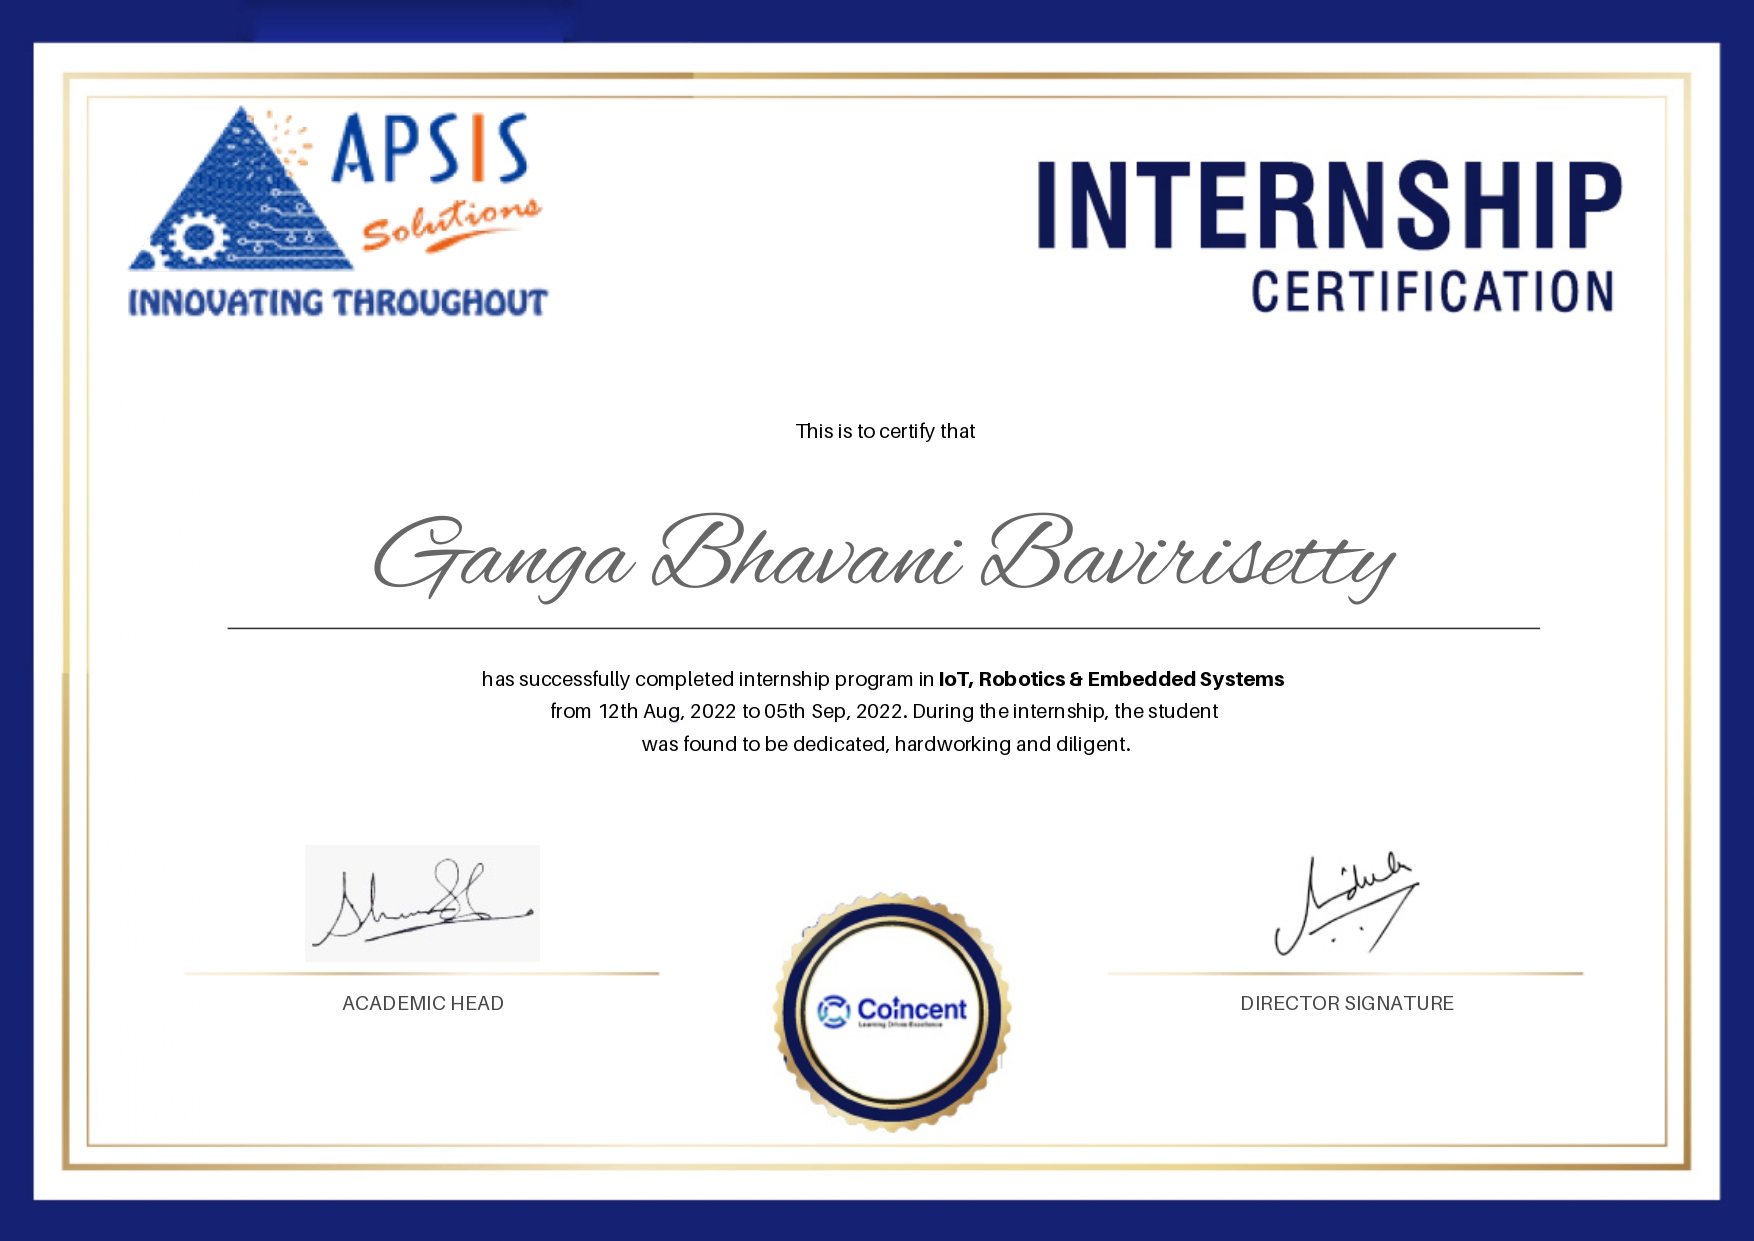 APSIS
Solutions
INNOVATING THROUGHOUT
INTERNSHIP
CERTIFICATION
This is to certify that
Ganga Bhavani Bavirisetty
has successfully completed internship program in IoT, Robotics & Embedded Systems
from 12th Aug, 2022 to 05th Sep, 2022. During the internship, the student
was found to be dedicated, hardworking and diligent.
ACADEMIC HEAD
DIRECTOR SIGNATURE
Coincent
Learning Drives Excellence